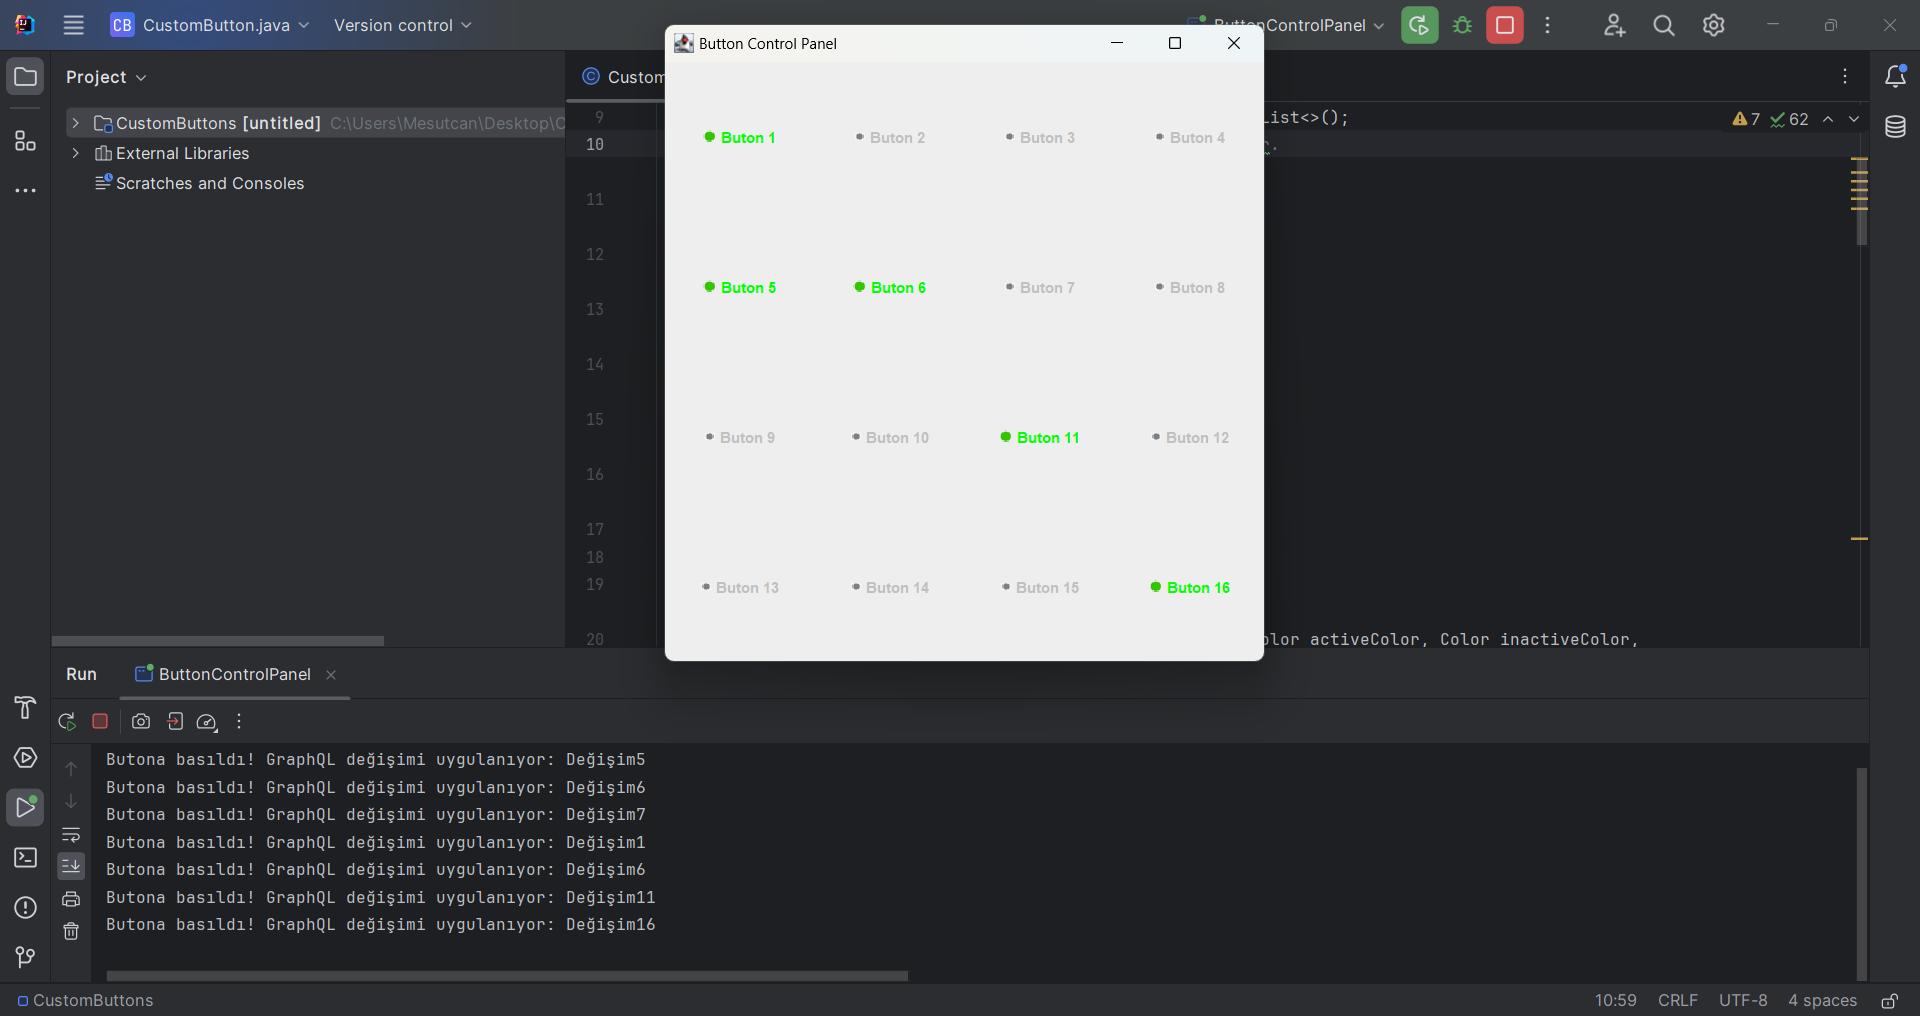 CB CustomButton.java Version control
ButtonControlPanel
Button Control Panel
Project
Custom
CustomButtons [untitled] C:\Users\Mesutcan\Desktop\C
External Libraries
Scratches and Consoles
9
List<>();
7 62
10
11
12
13
14
15
16
17
18
19
20
olor activeColor, Color inactiveColor,
Buton 1 Buton 2 Buton 3 Buton 4
Buton 5 Buton 6 Buton 7 Buton 8
Buton 9 Buton 10 Buton 11 Buton 12
Buton 13 Buton 14 Buton 15 Buton 16
Run ButtonControlPanel
Butona basıldı! GraphQL değişimi uygulanıyor: Değişim5
Butona basıldı! GraphQL değişimi uygulanıyor: Değişim6
Butona basıldı! GraphQL değişimi uygulanıyor: Değişim7
Butona basıldı! GraphQL değişimi uygulanıyor: Değişim1
Butona basıldı! GraphQL değişimi uygulanıyor: Değişim6
Butona basıldı! GraphQL değişimi uygulanıyor: Değişim11
Butona basıldı! GraphQL değişimi uygulanıyor: Değişim16
CustomButtons
10:59 CRLF UTF-8 4 spaces